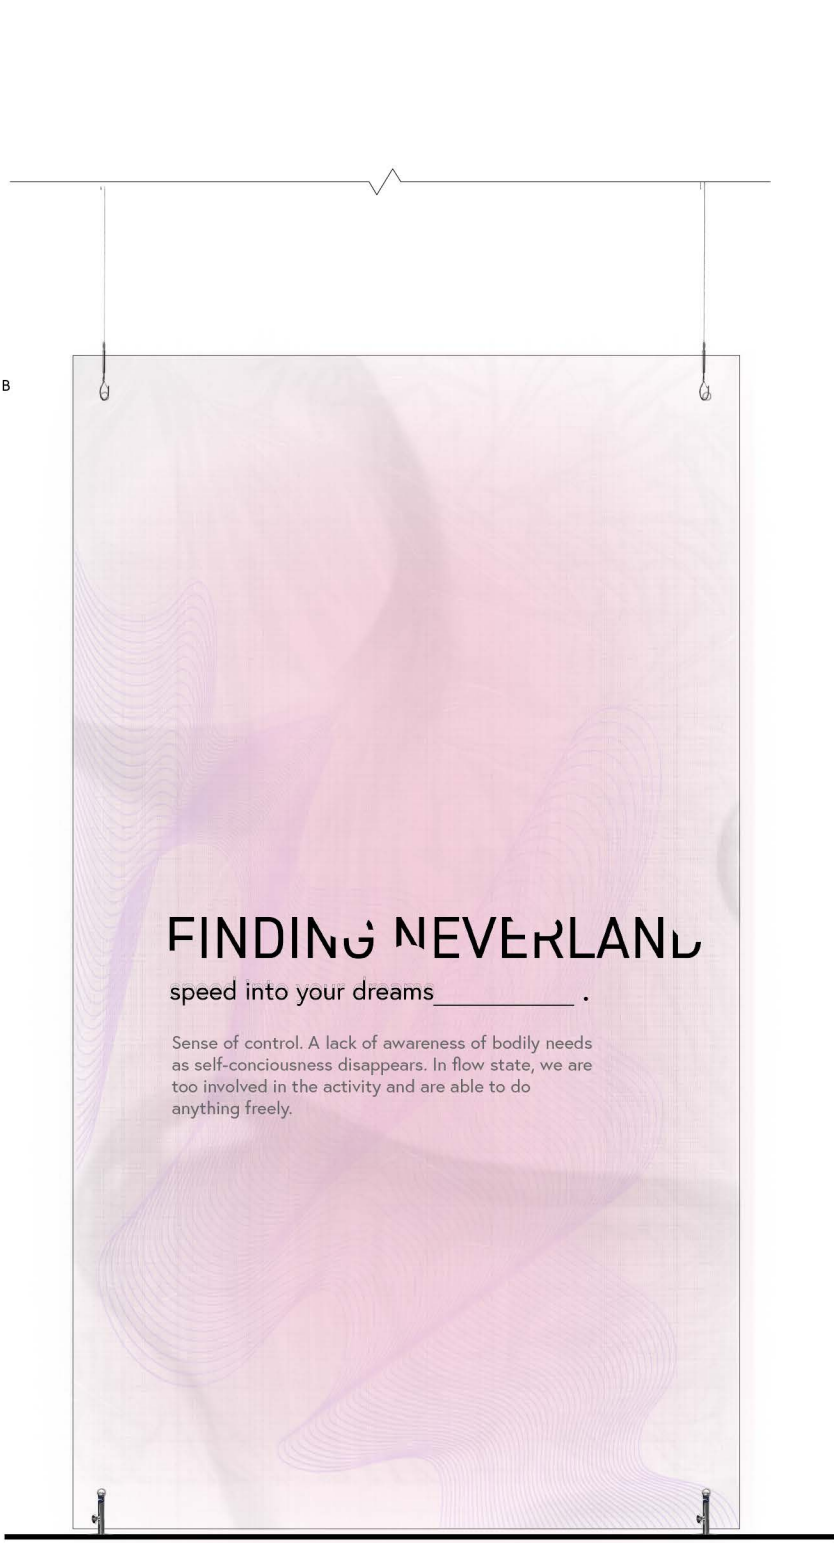 B
FINDING NEVERLAND
speed into your dreams__________ .
Sense of control. A lack of awareness of bodily needs
as self-conciousness disappears. In flow state, we are
too involved in the activity and are able to do
anything freely.